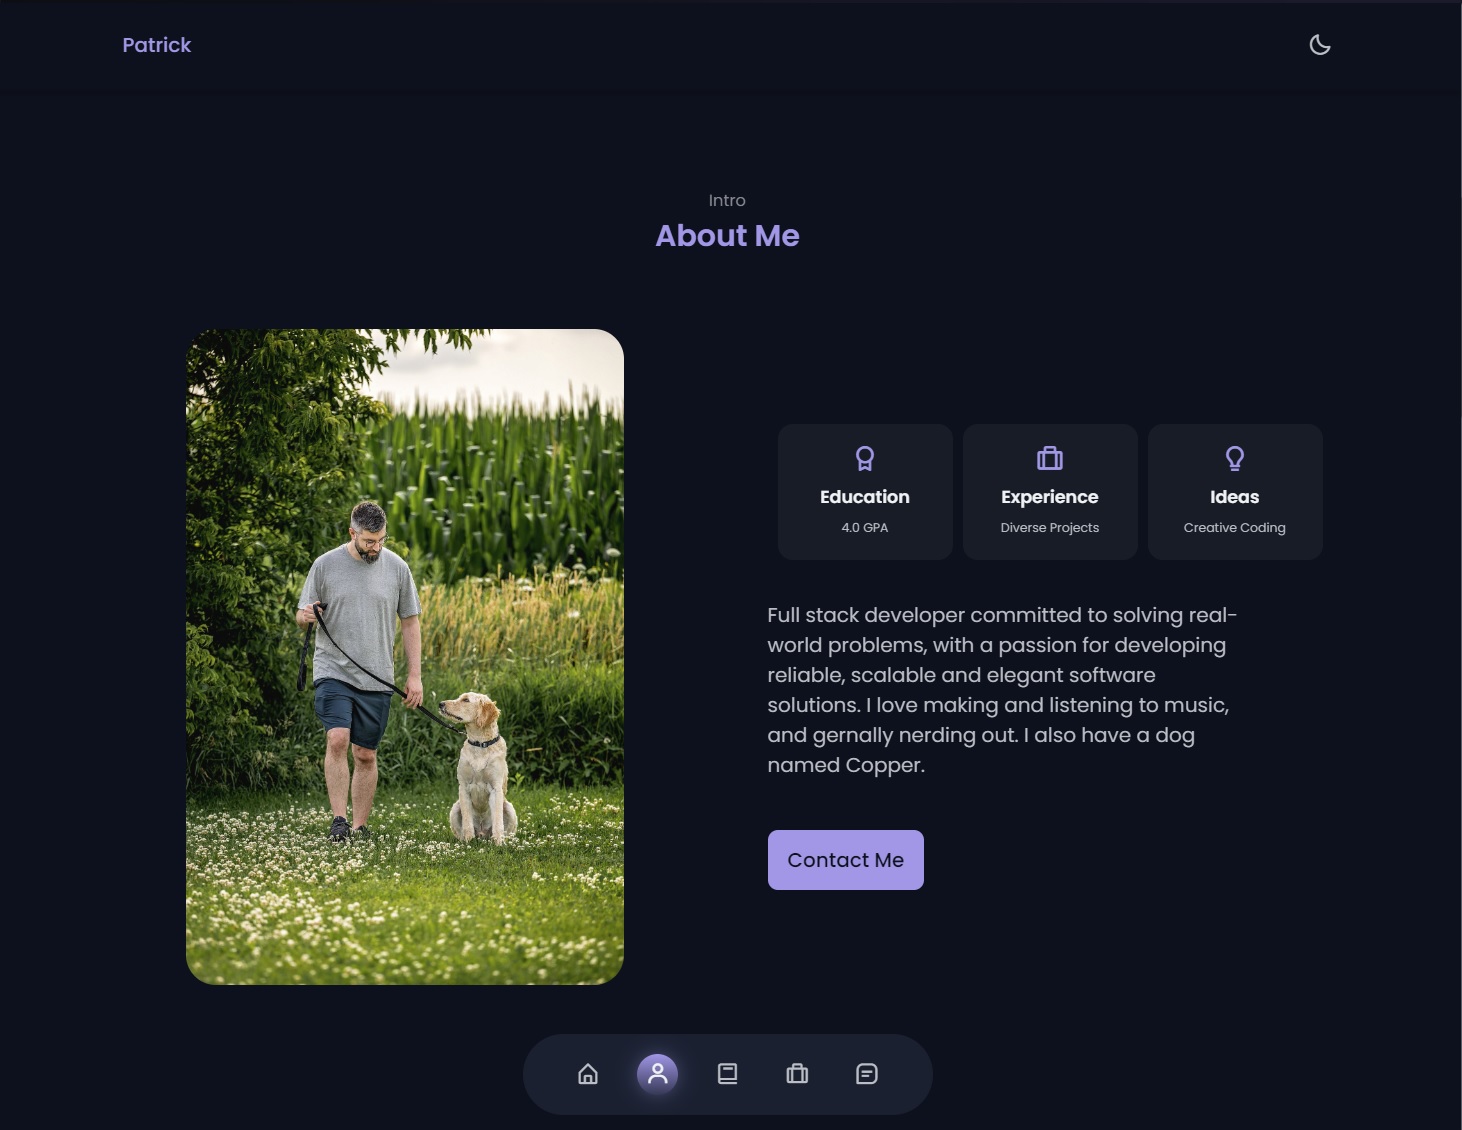 Patrick
Intro
About Me
Education
4.0 GPA
Experience
Diverse Projects
Ideas
Creative Coding
Full stack developer committed to solving real-
world problems, with a passion for developing
reliable, scalable and elegant software
solutions. I love making and listening to music,
and gernally nerding out. I also have a dog
named Copper.
Contact Me